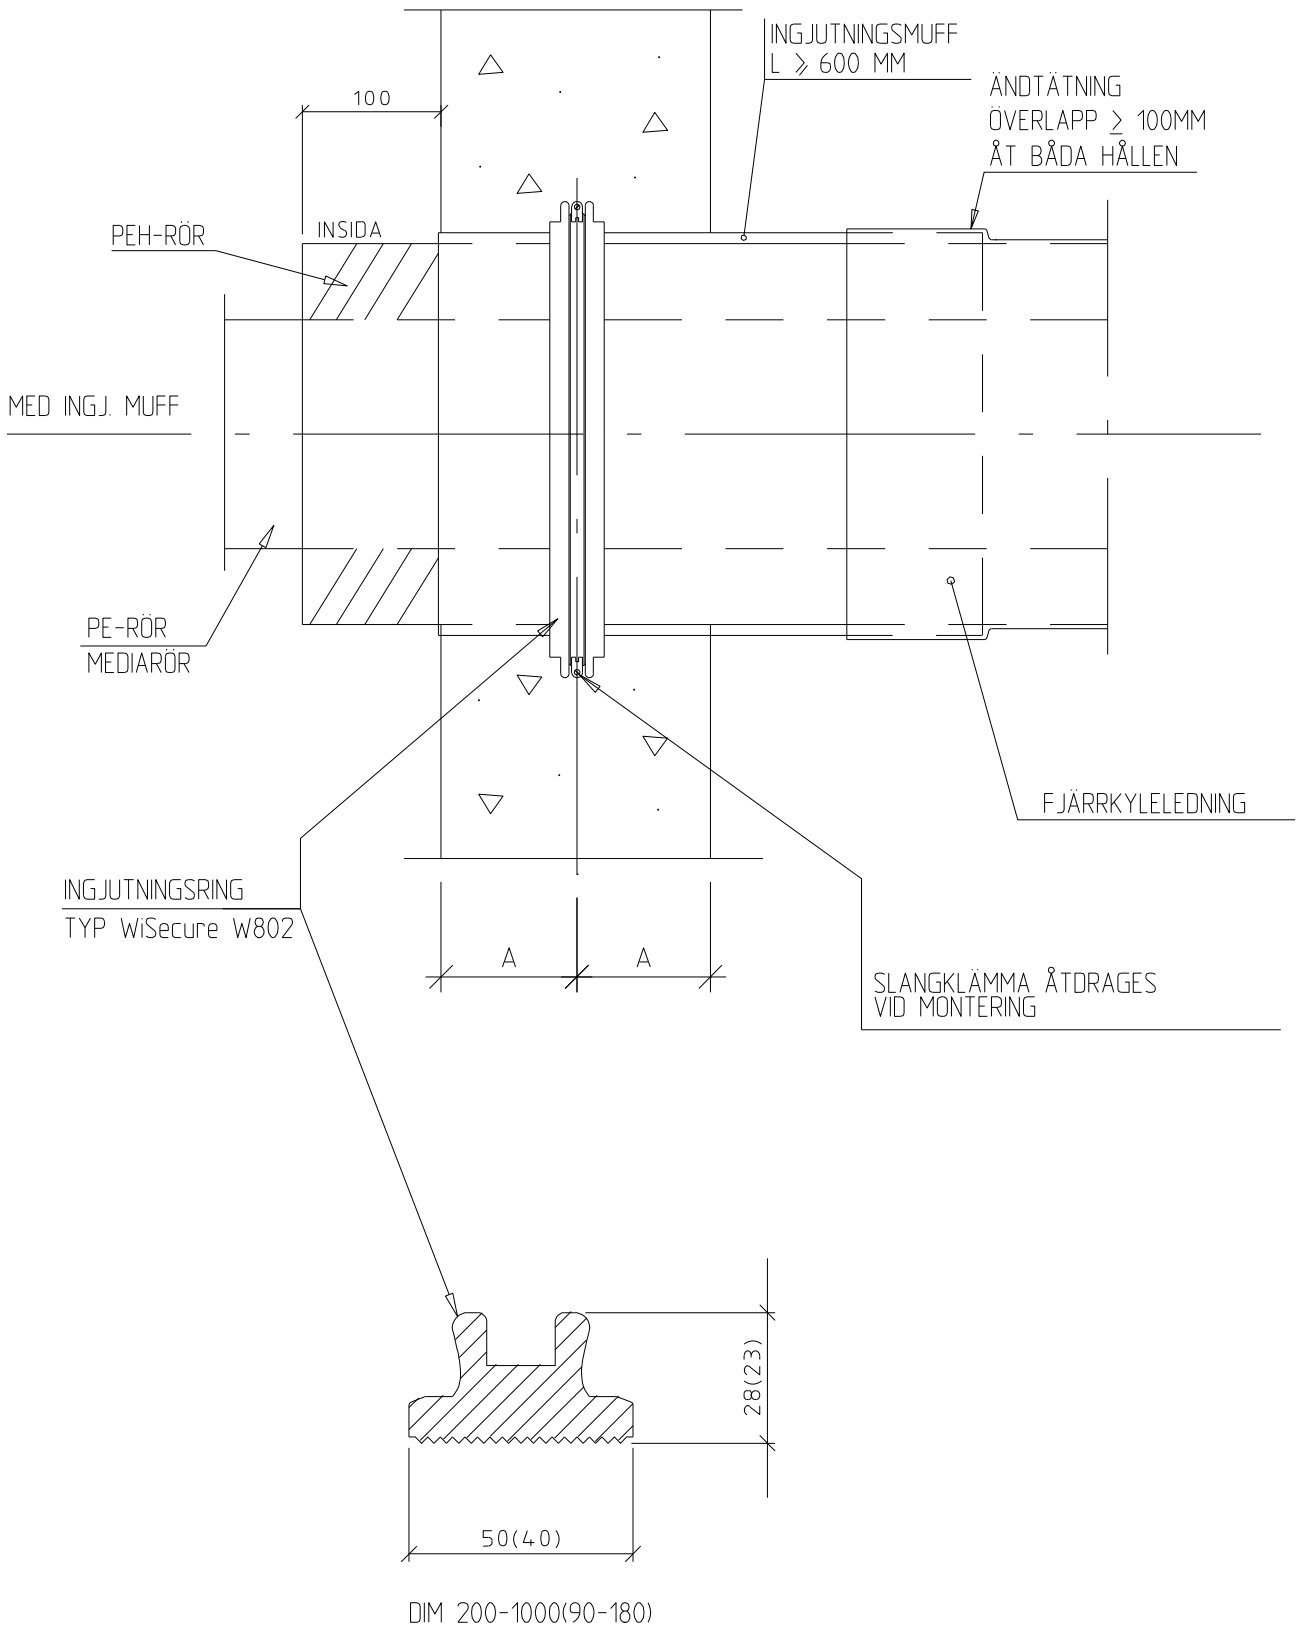 INGJUTNINGSMUFF
L ⩾ 600 MM
ÄNDTÄTNING
ÖVERLAPP ≥ 100MM
ÅT BÅDA HÅLLEN
100
INSIDA
PEH-RÖR
MED INGJ. MUFF
PE-RÖR
MEDIARÖR
FJÄRRKYLELEDNING
INGJUTNINGSRING
TYP WiSecure W802
A
A
SLANGKLÄMMA ÅTDRAGES
VID MONTERING
28(23)
50(40)
DIM 200-1000(90-180)